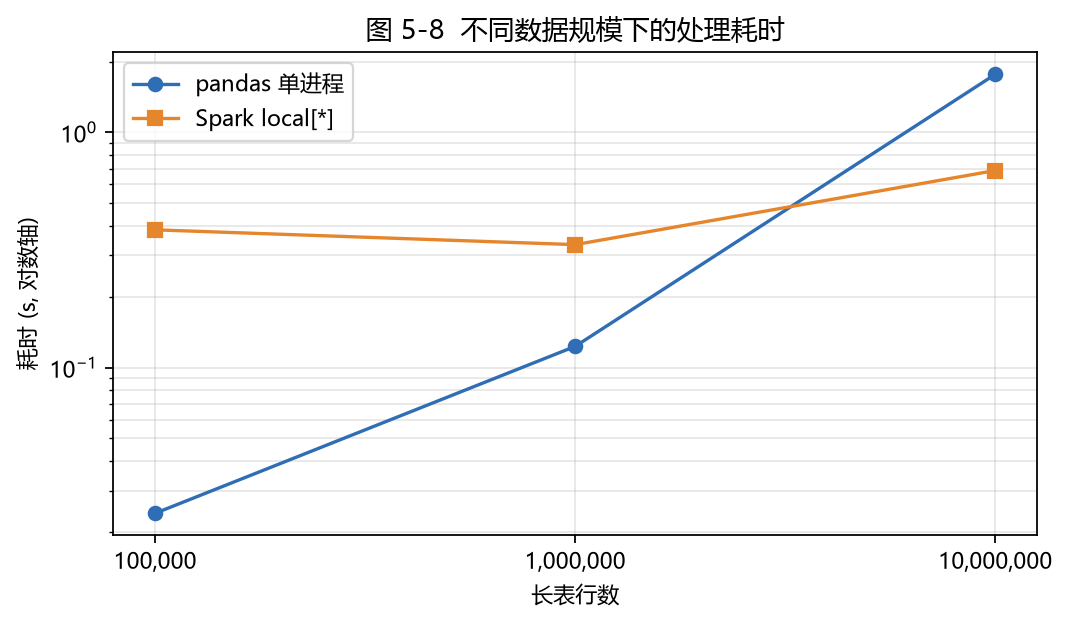 图 5-8 不同数据规模下的处理耗时
pandas 单进程
Spark local[*]
10⁰
10⁻¹
耗时 (s, 对数轴)
100,000
1,000,000
10,000,000
长表行数